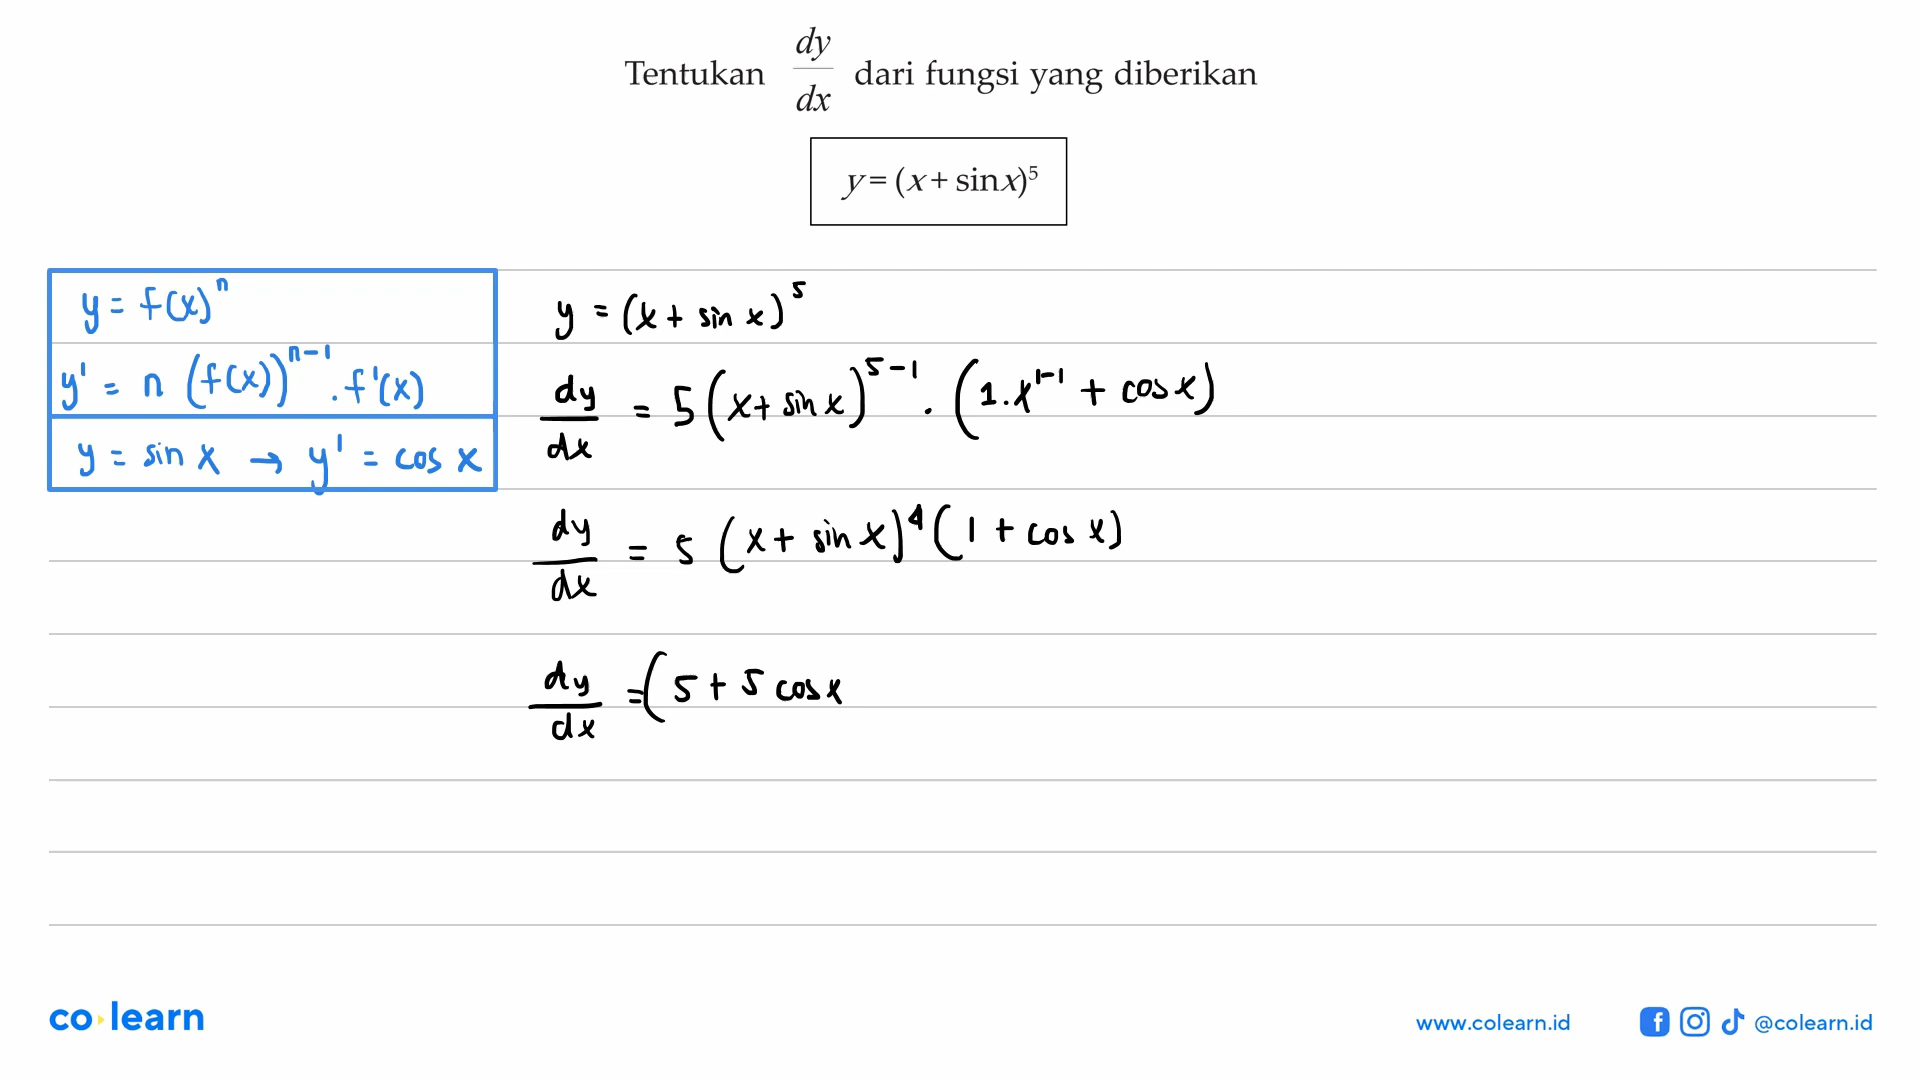 Tentukan dy/dx dari fungsi yang diberikan
y = (x + sin x)⁵
y = f(x)ⁿ
y' = n (f(x))ⁿ⁻¹ . f'(x)
y = sin x → y' = cos x
y = (x + sin x)⁵
dy/dx = 5 (x + sin x)⁵⁻¹ . (1.x¹⁻¹ + cos x)
dy/dx = 5 (x + sin x)⁴ (1 + cos x)
dy/dx = (5 + 5 cos x
co learn
www.colearn.id
@colearn.id